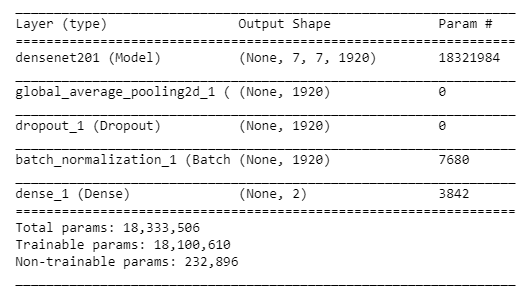 Layer (type) Output Shape Param #
densenet201 (Model) (None, 7, 7, 1920) 18321984
global_average_pooling2d_1 ( (None, 1920) 0
dropout_1 (Dropout) (None, 1920) 0
batch_normalization_1 (Batch (None, 1920) 7680
dense_1 (Dense) (None, 2) 3842
Total params: 18,333,506
Trainable params: 18,100,610
Non-trainable params: 232,896